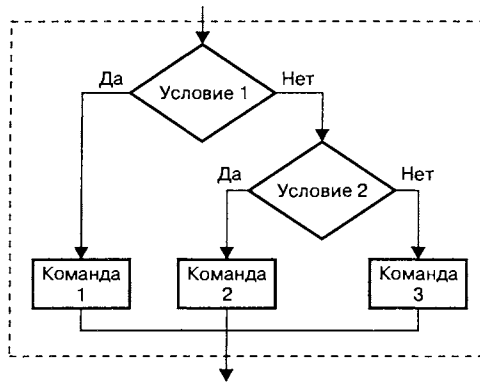 Да
Условие 1
Нет
Да
Условие 2
Нет
Команда
1
Команда
2
Команда
3